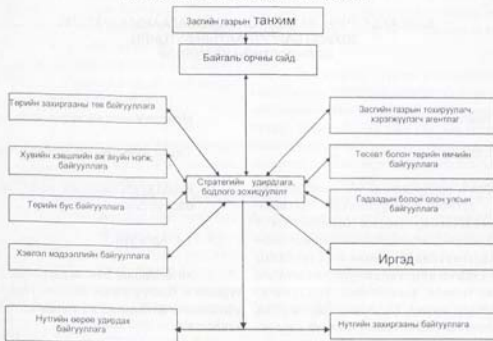 Засгийн газрын танхим
Байгаль орчны сайд
Төрийн захиргааны төв байгууллага
Засгийн газрын тохируулагч,
хэрэгжүүлэгч агентлаг
Хувийн хэвшлийн аж ахуйн нэгж,
байгууллага
Төсөвт болон төрийн өмчийн
байгууллага
Стратегийн удирдлага,
бодлого зохицуулалт
Төрийн бус байгууллага
Гадаадын болон олон улсын
байгууллага
Хэвлэл мэдээллийн байгууллага
Иргэд
Нутгийн өөрөө удирдах
байгууллага
Нутгийн захиргааны байгууллага